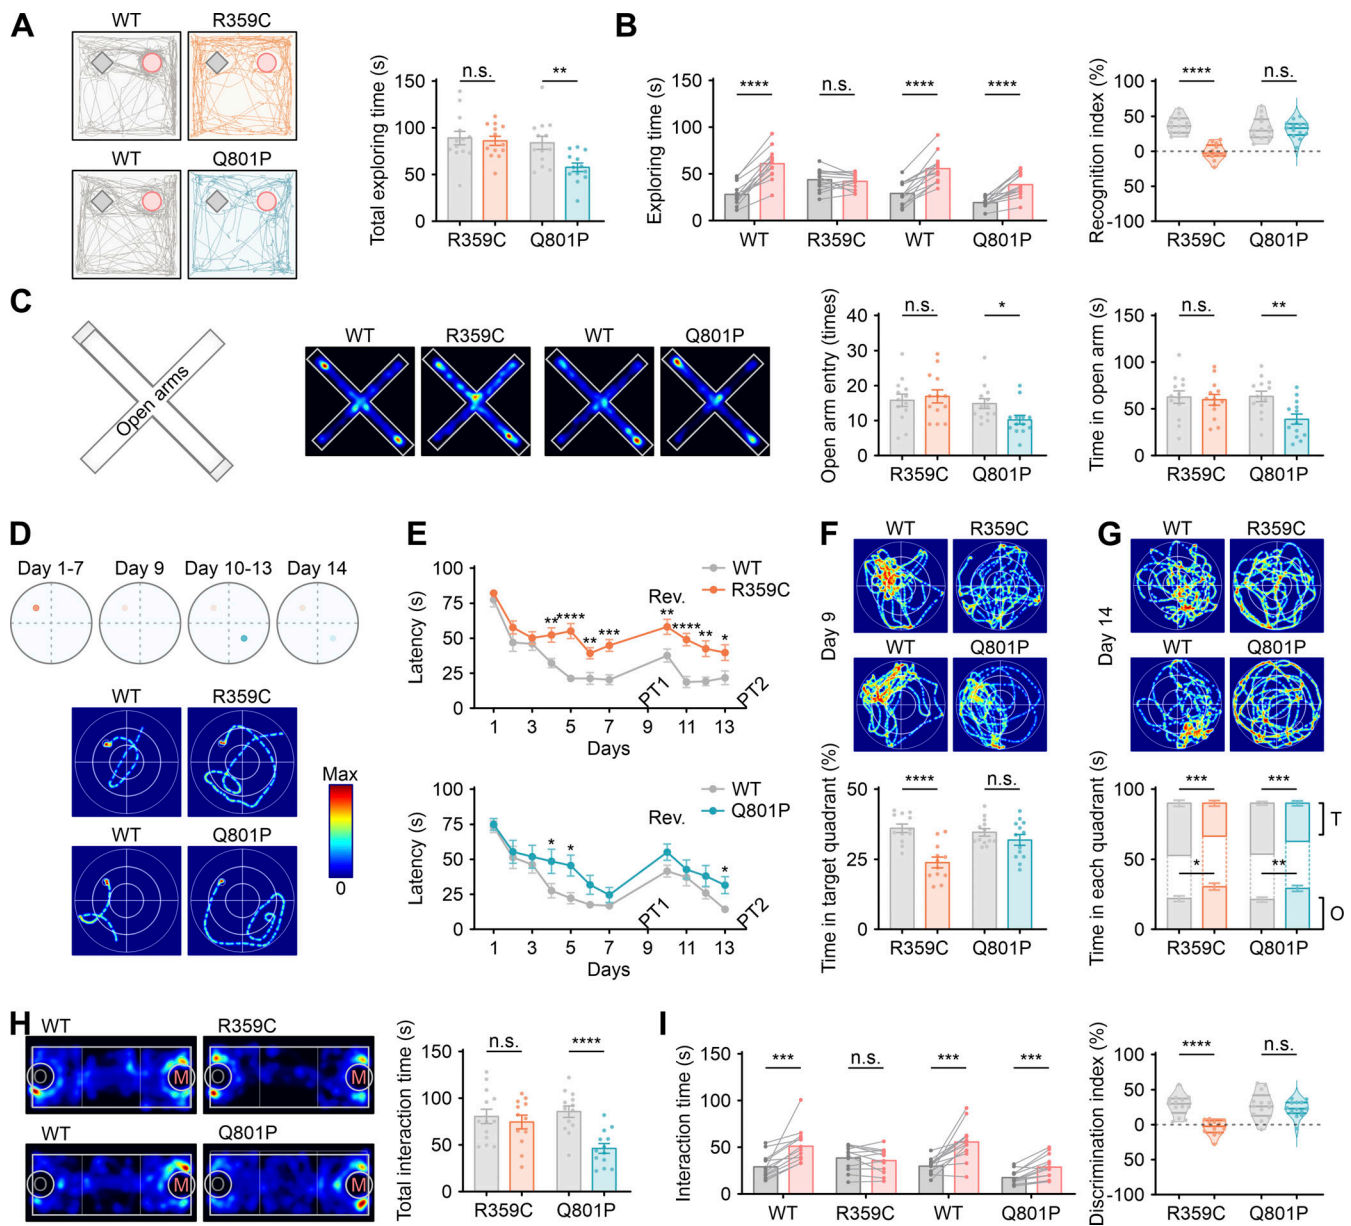 A
WT
R359C
WT
Q801P
Total exploring time (s)
150
100
50
0
n.s.
**
R359C
Q801P
B
Exploring time (s)
150
100
50
0
****
n.s.
****
****
WT
R359C
WT
Q801P
Recognition index (%)
100
50
0
50
-100
****
n.s.
R359C
Q801P
C
Open arms
WT
R359C
WT
Q801P
Open arm entry (times)
40
30
20
10
0
n.s.
*
R359C
Q801P
Time in open arm (s)
150
100
50
0
n.s.
**
R359C
Q801P
D
Day 1-7
Day 9
Day 10-13
Day 14
WT
R359C
WT
Q801P
Max
0
E
Latency (s)
100
75
50
25
0
WT
R359C
Rev.
**
****
**
***
**
****
**
*
PT1
PT2
1 3 5 7 9 11 13
Days
Latency (s)
100
75
50
25
0
WT
Q801P
Rev.
*
*
*
PT1
PT2
1 3 5 7 9 11 13
Days
F
WT
R359C
Day 9
WT
Q801P
Time in target quadrant (%)
50
25
0
****
n.s.
R359C
Q801P
G
WT
R359C
Day 14
WT
Q801P
Time in each quadrant (s)
100
50
0
***
***
*
**
T
O
R359C
Q801P
H
WT
R359C
O
M
O
M
WT
Q801P
O
M
O
M
Total interaction time (s)
150
100
50
0
n.s.
****
R359C
Q801P
I
Interaction time (s)
150
100
50
0
***
n.s.
***
***
WT
R359C
WT
Q801P
Discrimination index (%)
100
50
0
50
-100
****
n.s.
R359C
Q801P